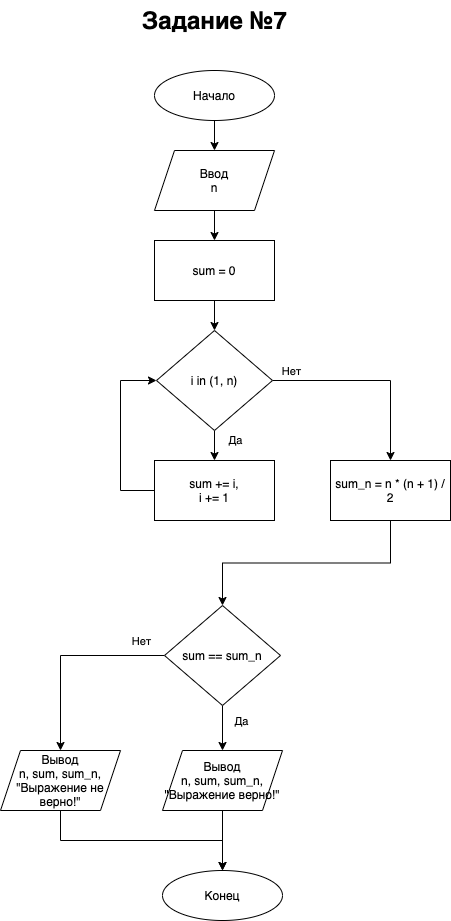 Задание №7
Начало
Ввод
n
sum = 0
i in (1, n)
Нет
Да
sum += i,
i += 1
sum_n = n * (n + 1) /
2
sum == sum_n
Нет
Да
Вывод
n, sum, sum_n,
"Выражение не
верно!"
Вывод
n, sum, sum_n,
"Выражение верно!"
Конец